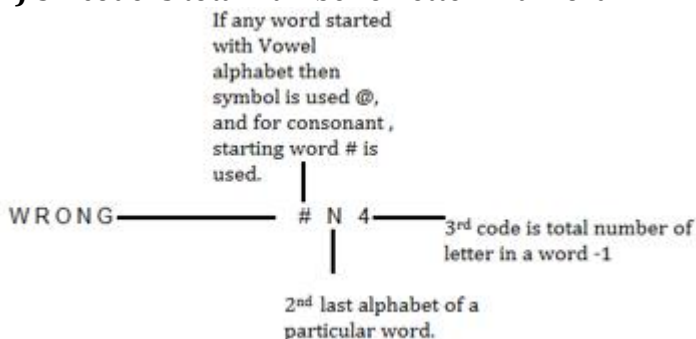 If any word started
with Vowel
alphabet then
symbol is used @,
and for consonant ,
starting word # is
used.
WRONG # N 4
3rd code is total number of
letter in a word -1
2nd last alphabet of a
particular word.